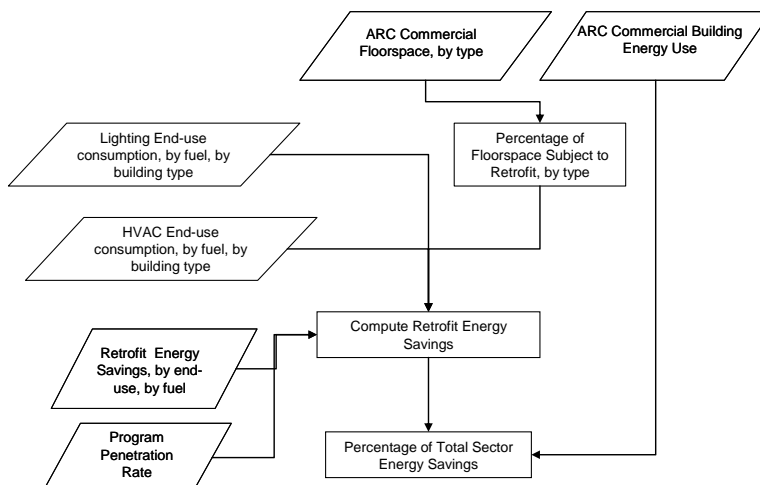 ARC Commercial
Floorspace, by type
ARC Commercial Building
Energy Use
Lighting End-use
consumption, by fuel, by
building type
Percentage of
Floorspace Subject to
Retrofit, by type
HVAC End-use
consumption, by fuel, by
building type
Compute Retrofit Energy
Savings
Retrofit Energy
Savings, by end-
use, by fuel
Program
Penetration
Rate
Percentage of Total Sector
Energy Savings